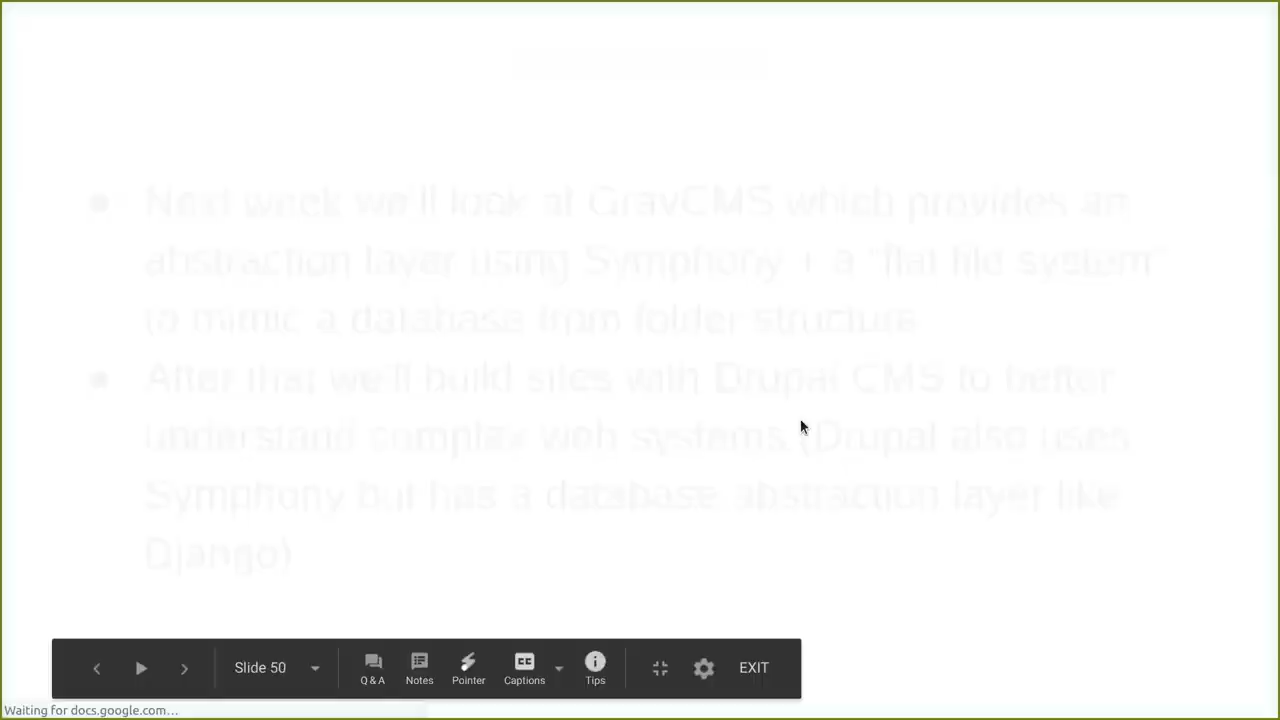 Next week we'll look at GravCMS which provides an
abstraction layer using Symphony + a "flat file system"
to mimic a database from folder structure
After that we'll build sites with Drupal CMS to better
understand complex web systems (Drupal also uses
Symphony but has a database abstraction layer like
Django)
Slide 50
Q & A
Notes
Pointer
CC
Captions
Tips
EXIT
Waiting for docs.google.com...